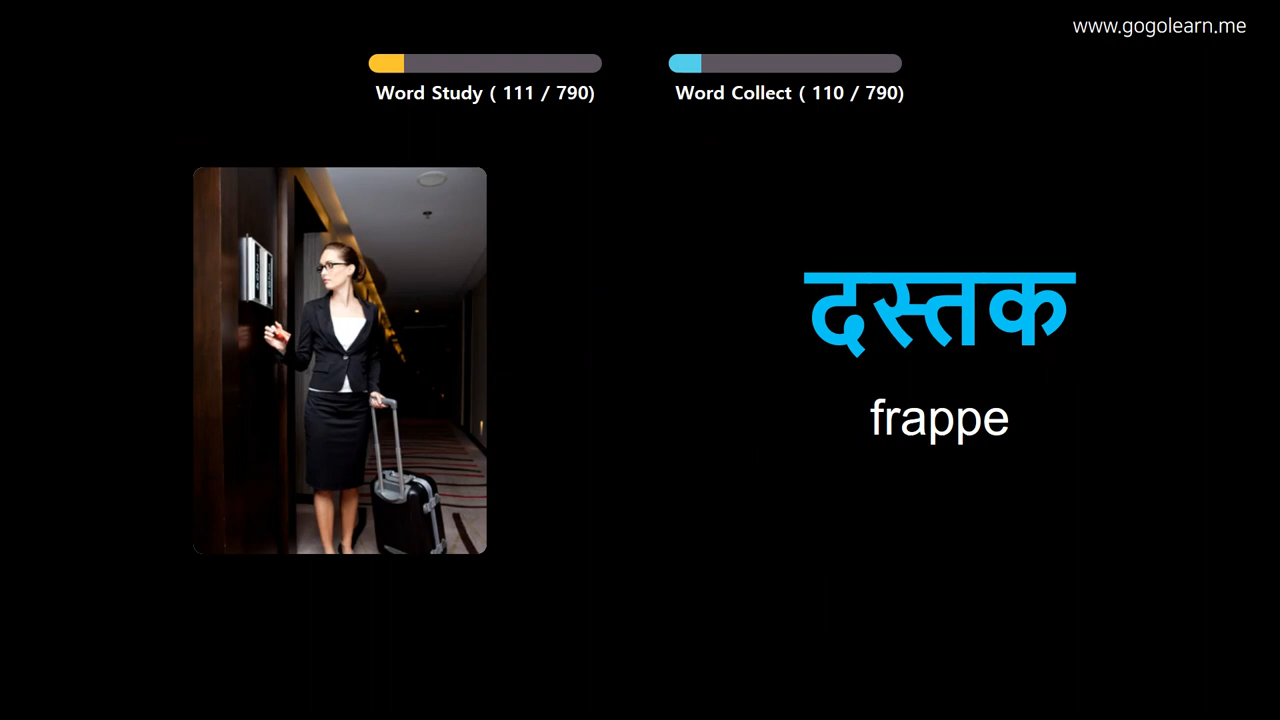 www.gogolearn.me
Word Study ( 111 / 790)
Word Collect ( 110 / 790)
दस्तक
frappe